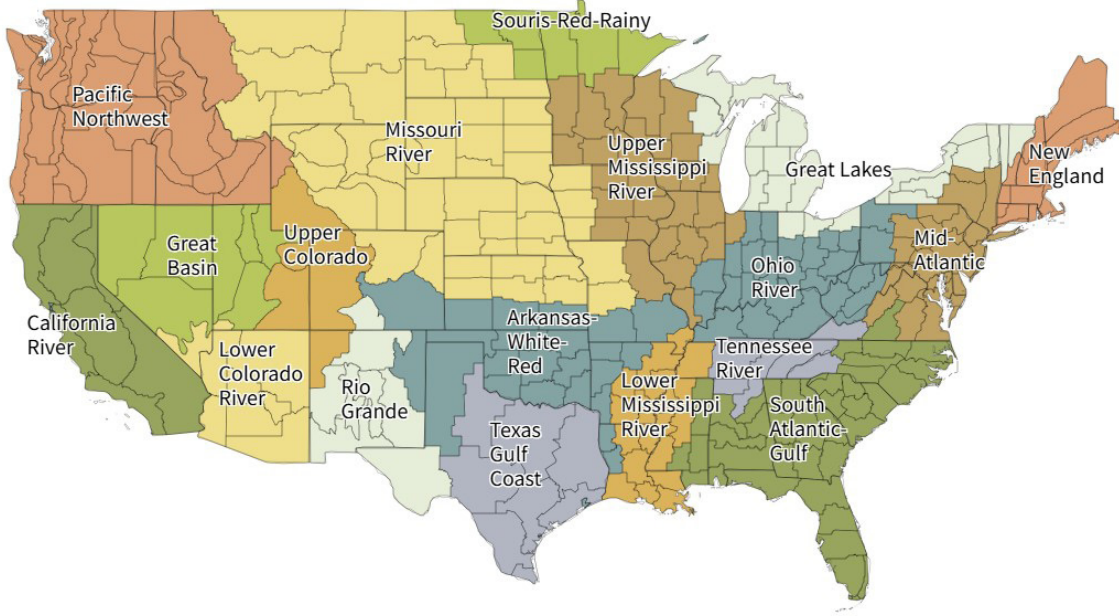 Souris-Red-Rainy
Pacific
Northwest
Missouri
River
Upper
Mississippi
River
Great Lakes
New
England
Great
Basin
Upper
Colorado
Ohio
River
Mid-
Atlantic
California
River
Lower
Colorado
River
Arkansas-
White-
Red
Tennessee
River
Rio
Grande
Lower
Mississippi
River
South
Atlantic-
Gulf
Texas
Gulf
Coast